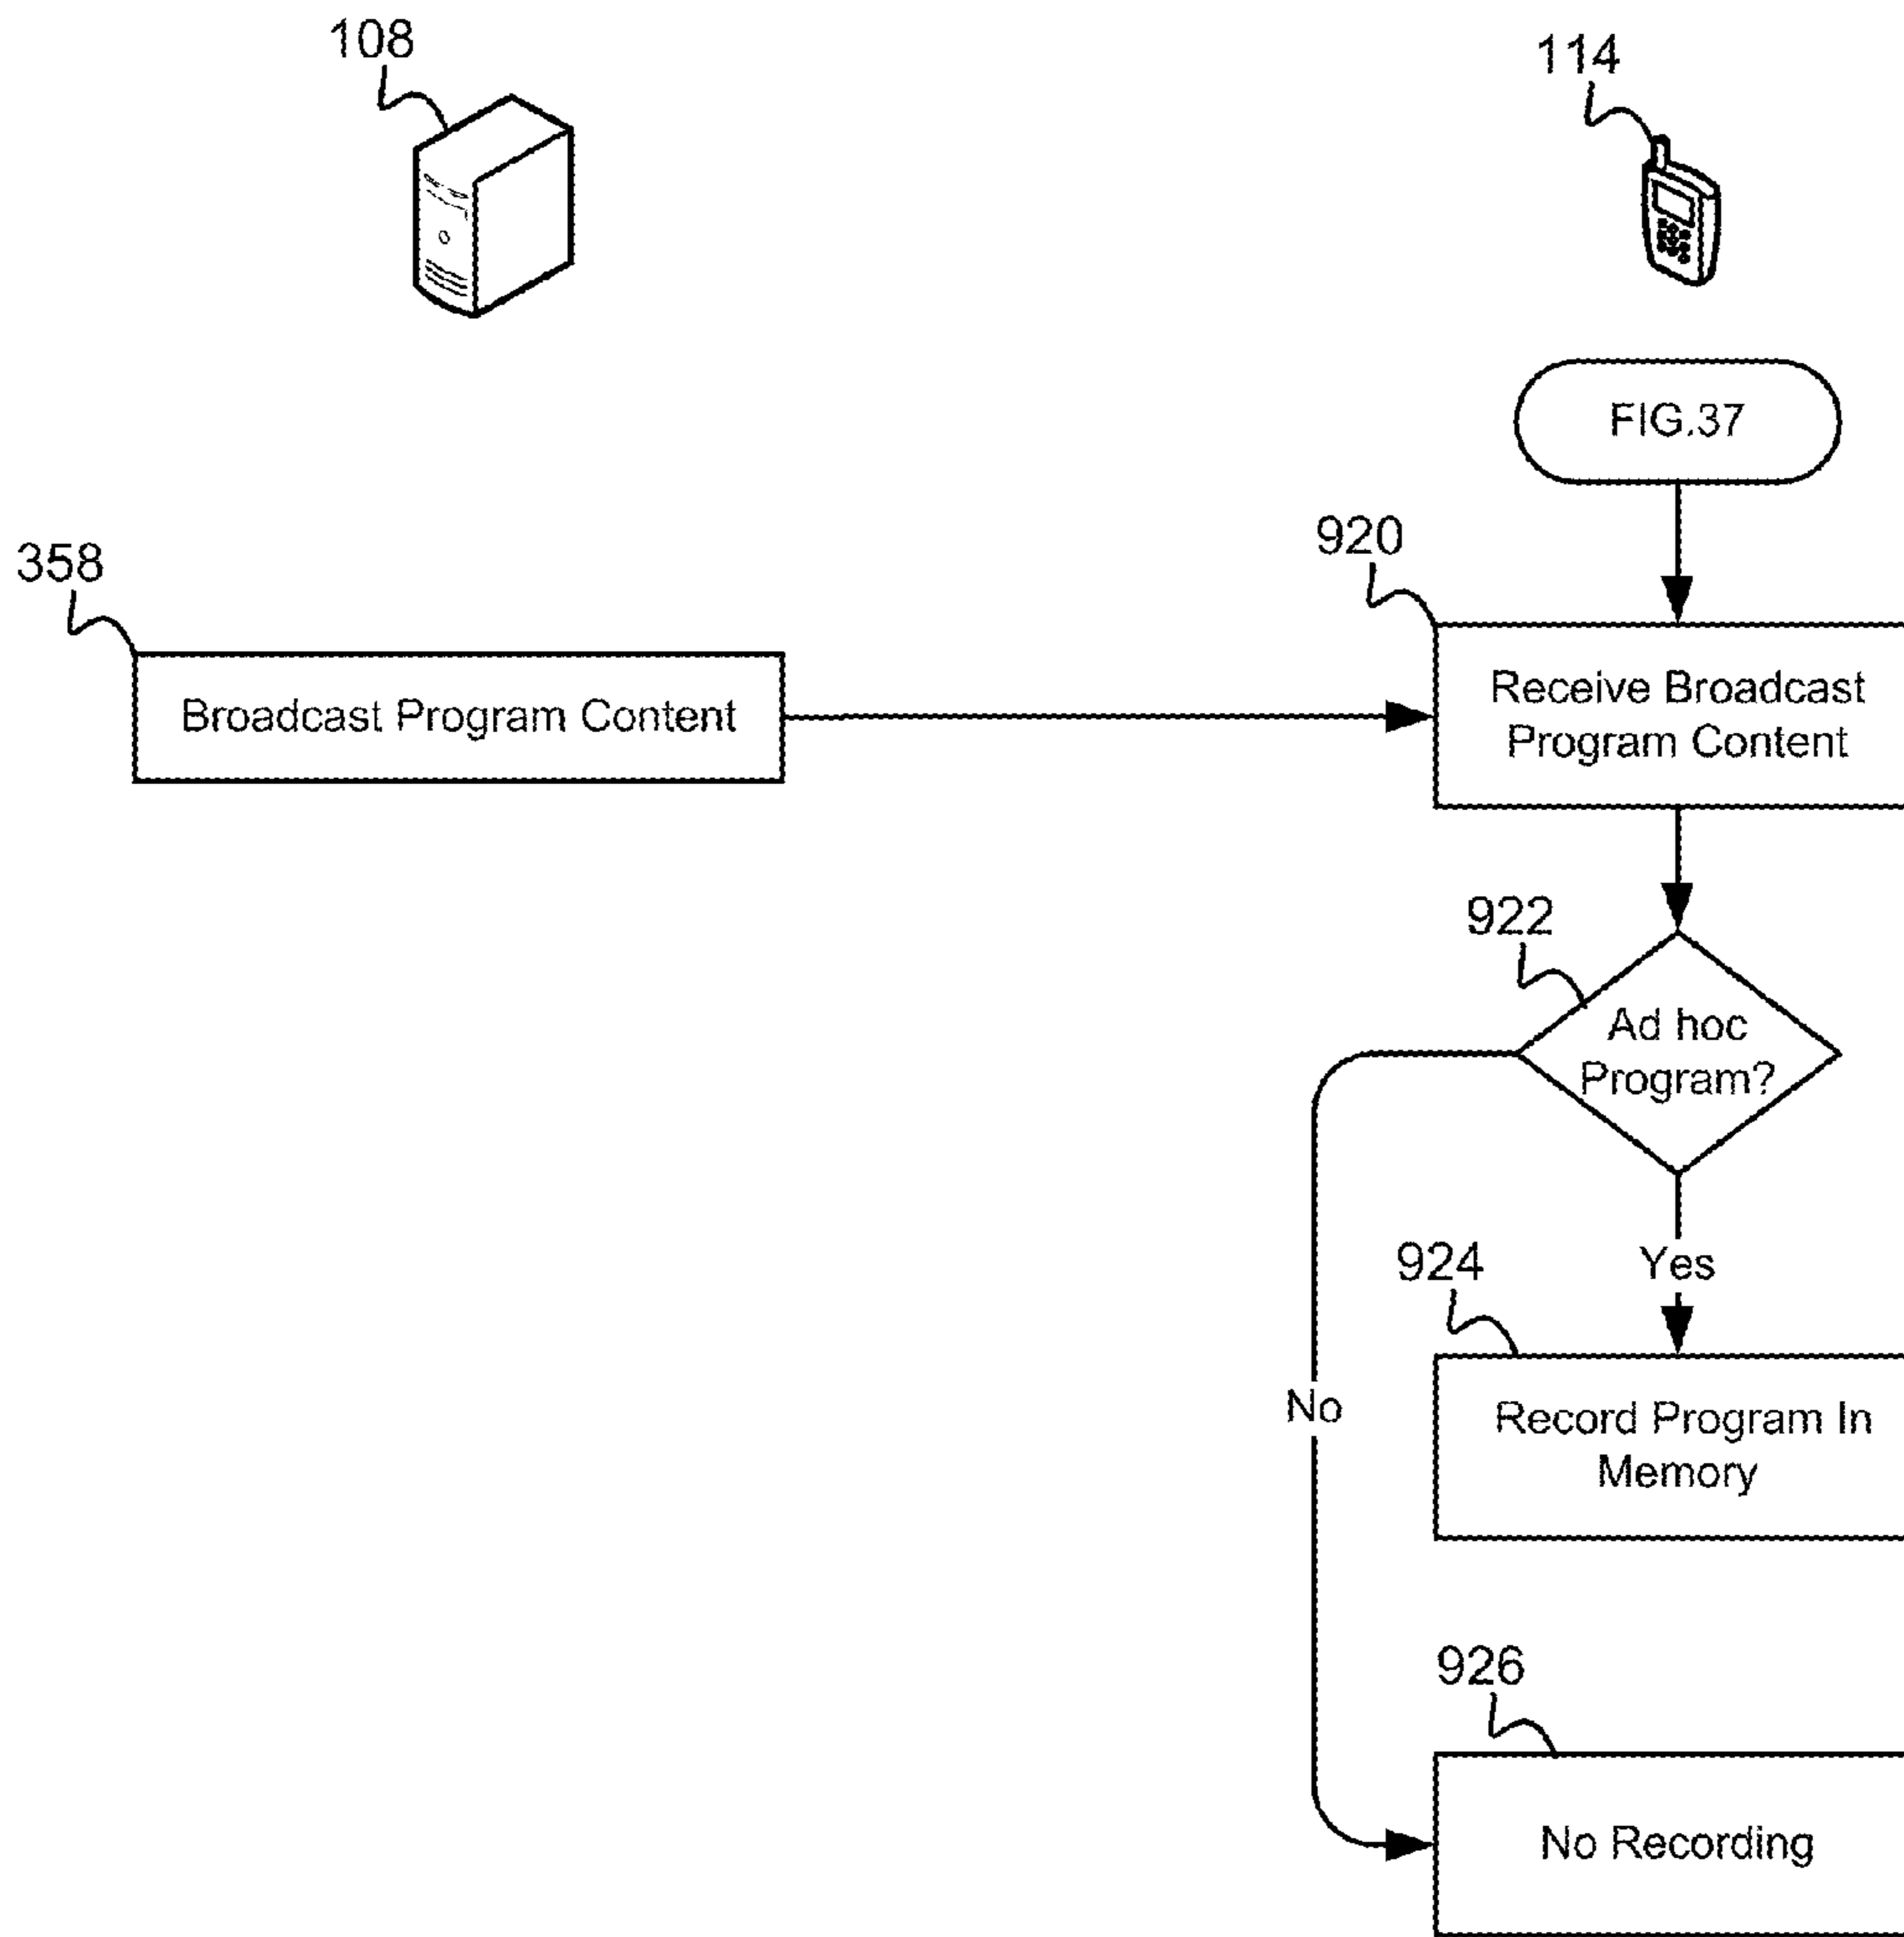 108
114
FIG.37
358
920
Broadcast Program Content
Receive Broadcast
Program Content
922
Ad hoc
Program?
924
Yes
No
Record Program In
Memory
926
No Recording